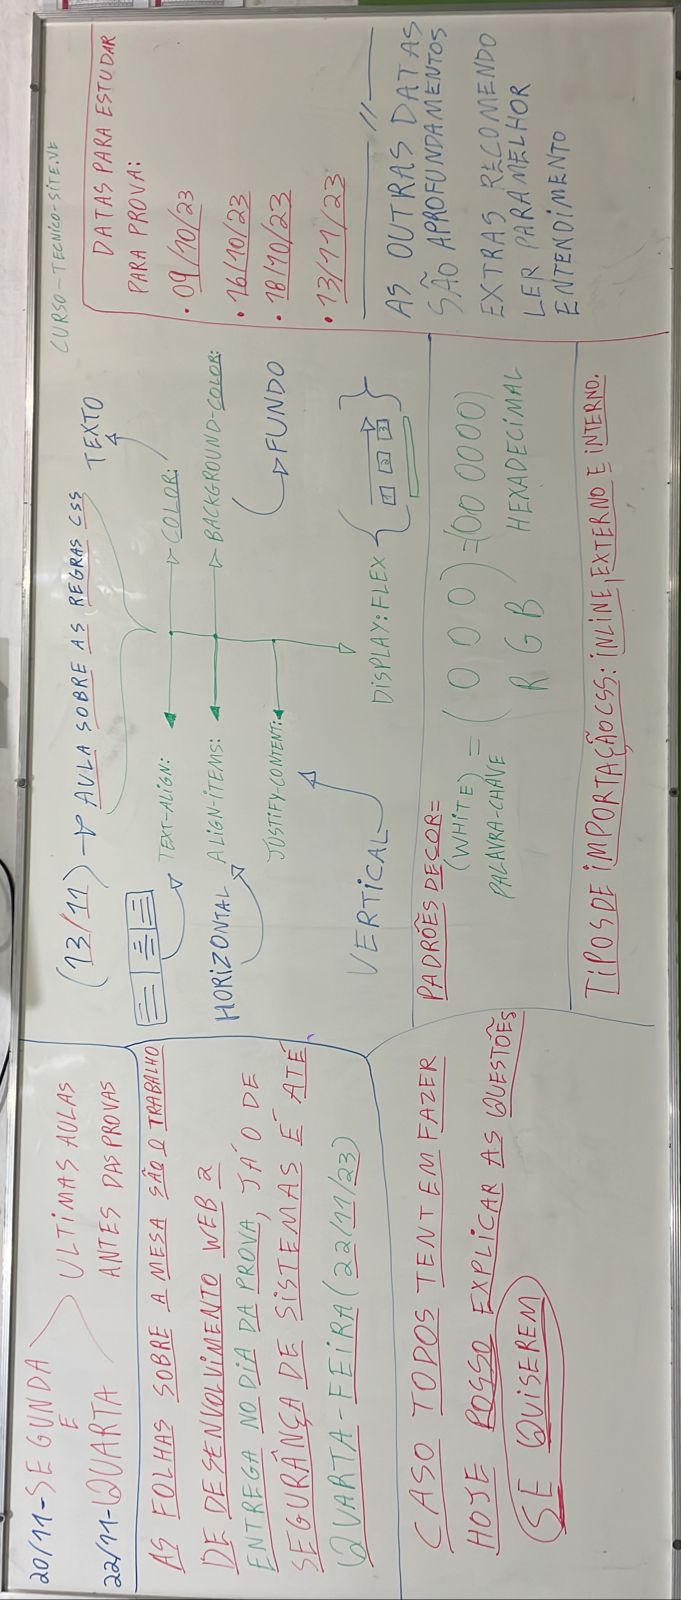 20/11-SEGUNDA
E
22/11-QUARTA
ULTIMAS AULAS
ANTES DAS PROVAS
AS FOLHAS SOBRE A MESA SÃO O TRABALHO
DE DESENVOLVIMENTO WEB 2
ENTREGA NO DIA DA PROVA, JÁ O DE
SEGURÂNÇA DE SISTEMAS É ATÉ
QUARTA-FEIRA (22/11/23)
CASO TODOS TENTEM FAZER
HOJE POSSO EXPLICAR AS QUESTOÊS
SE QUISEREM
(13/11) → AULA SOBRE AS REGRAS CSS
TEXTO
TEXT-ALIGN:
COLOR:
HORIZONTAL
ALIGN-ITEMS:
BACKGROUND-COLOR:
JUSTIFY-CONTENT:
FUNDO
VERTICAL
DISPLAY: FLEX
1 2 3
PADRÕES DE COR=
(WHITE) = (0 0 0) = (00 0000)
PALAVRA-CHAVE
R G B
HEXADECIMAL
TIPOS DE IMPORTAÇÃO CSS: INLINE, EXTERNO E INTERNO.
CURSO-TECNICO-SITE.VE
DATAS PARA ESTUDAR
PARA PROVA:
• 09/10/23
• 16/10/23
• 18/10/23
• 13/11/23
AS OUTRAS DATAS
SÃO APROFUNDAMENTOS
EXTRAS RECOMENDO
LER PARA MELHOR
ENTENDIMENTO